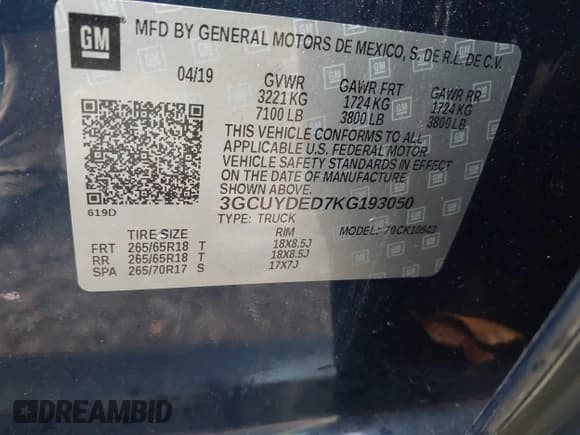 GM MFD BY GENERAL MOTORS DE MEXICO, S. DE R.L. DE C.V.
04/19 GVWR GAWR FRT GAWR RR
3221 KG 1724 KG 1724 KG
7100 LB 3800 LB 3800 LB
THIS VEHICLE CONFORMS TO ALL
APPLICABLE U.S. FEDERAL MOTOR
VEHICLE SAFETY STANDARDS IN EFFECT
ON THE DATE OF MANUFACTURE
SHOWN ABOVE.
3GCUYDED7KG193050
619D TYPE: TRUCK MODEL:
TIRE SIZE RIM
FRT 265/65R18 T 18X8.5J
RR 265/65R18 T 18X8.5J
SPA 265/70R17 S 17X7J
DREAMBID